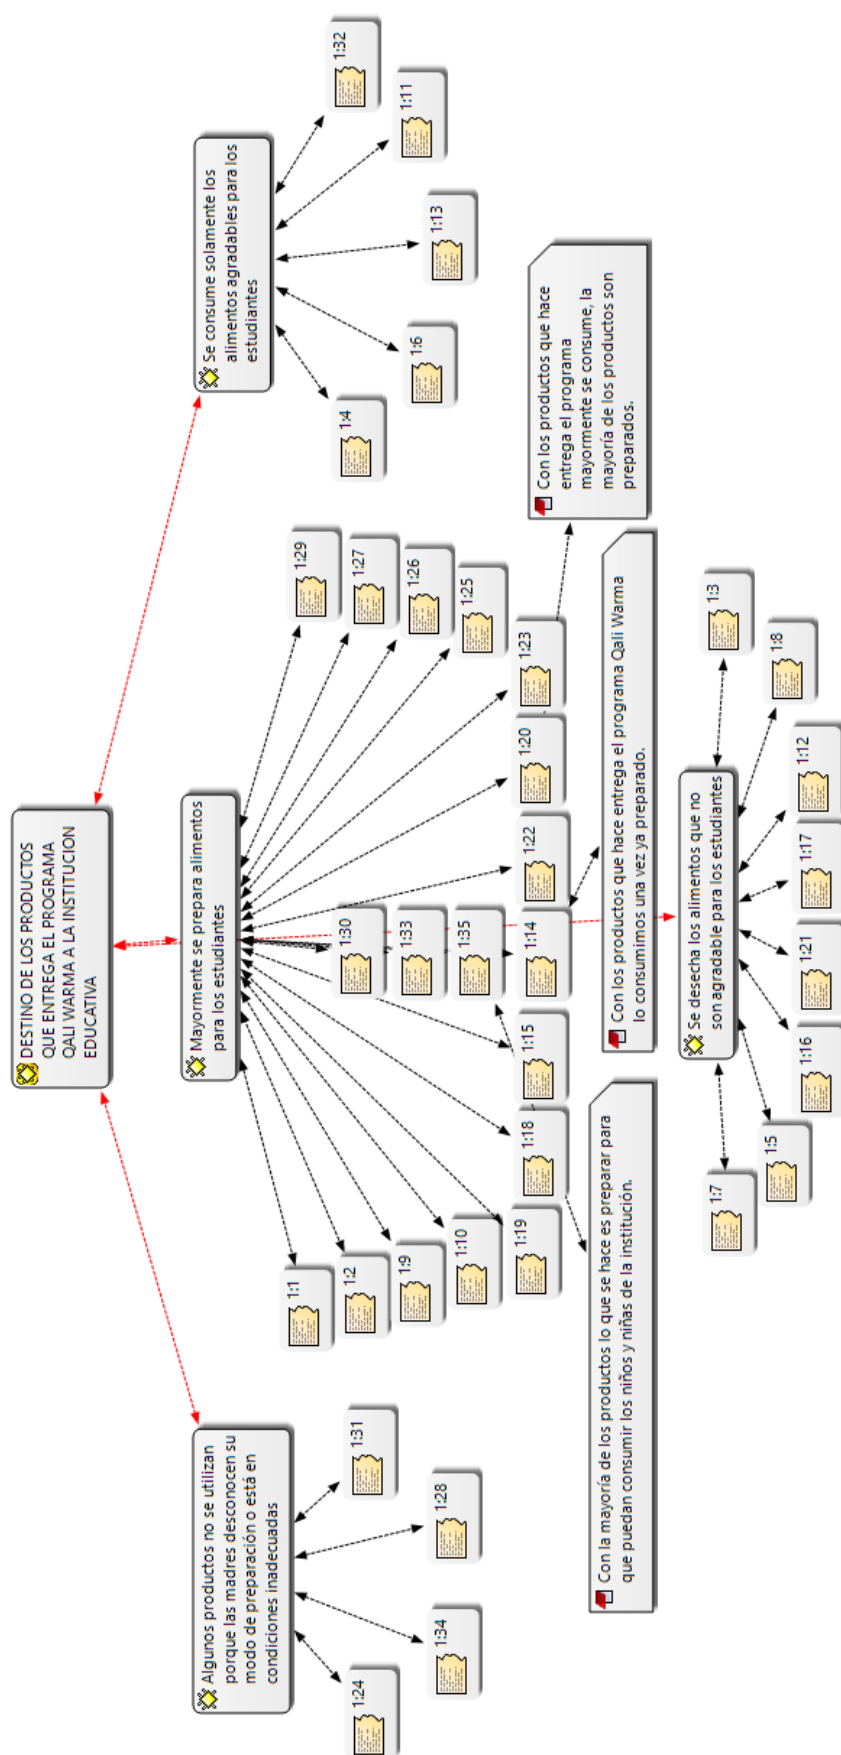 DESTINO DE LOS PRODUCTOS
QUE ENTREGA EL PROGRAMA
QALI WARMA A LA INSTITUCION
EDUCATIVA
Algunos productos no se utilizan
porque las madres desconocen su
modo de preparación o está en
condiciones inadecuadas
1:24
1:34
1:28
1:31
Mayormente se prepara alimentos
para los estudiantes
1:1
1:2
1:9
1:10
1:19
1:18
1:15
1:30
1:33
1:35
1:14
1:22
1:20
1:23
1:25
1:26
1:27
1:29
Se consume solamente los
alimentos agradables para los
estudiantes
1:4
1:6
1:13
1:11
1:32
Con la mayoría de los productos lo que se hace es preparar para
que puedan consumir los niños y niñas de la institución.
Con los productos que hace entrega el programa Qali Warma
lo consumimos una vez ya preparado.
Con los productos que hace
entrega el programa
mayormente se consume, la
mayoría de los productos son
preparados.
Se desecha los alimentos que no
son agradable para los estudiantes
1:7
1:5
1:16
1:21
1:17
1:12
1:8
1:3